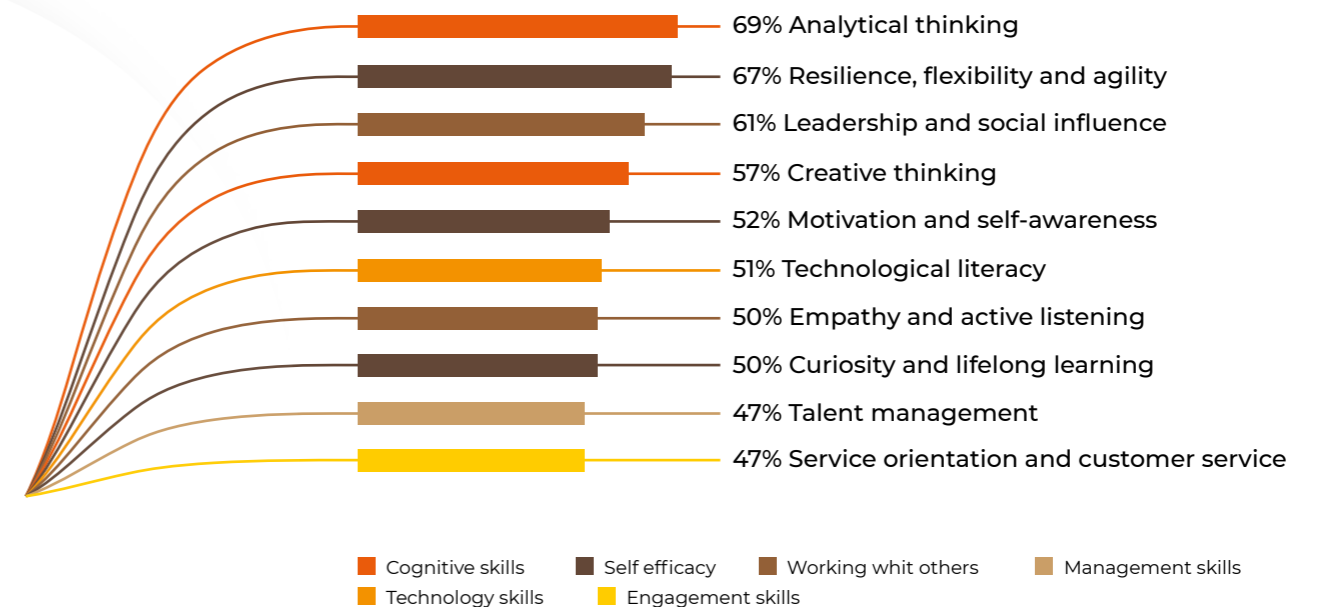 69% Analytical thinking
67% Resilience, flexibility and agility
61% Leadership and social influence
57% Creative thinking
52% Motivation and self-awareness
51% Technological literacy
50% Empathy and active listening
50% Curiosity and lifelong learning
47% Talent management
47% Service orientation and customer service
Cognitive skills Self efficacy Working whit others Management skills
Technology skills Engagement skills